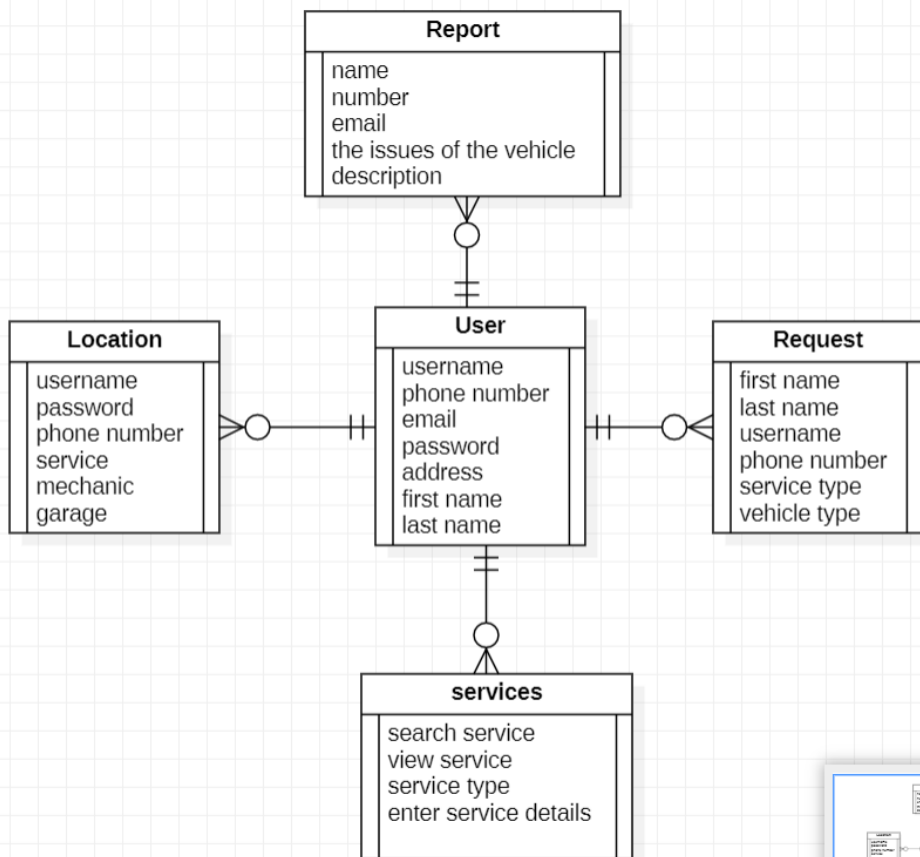 Report
name
number
email
the issues of the vehicle
description
Location
username
password
phone number
service
mechanic
garage
User
username
phone number
email
password
address
first name
last name
Request
first name
last name
username
phone number
service type
vehicle type
services
search service
view service
service type
enter service details